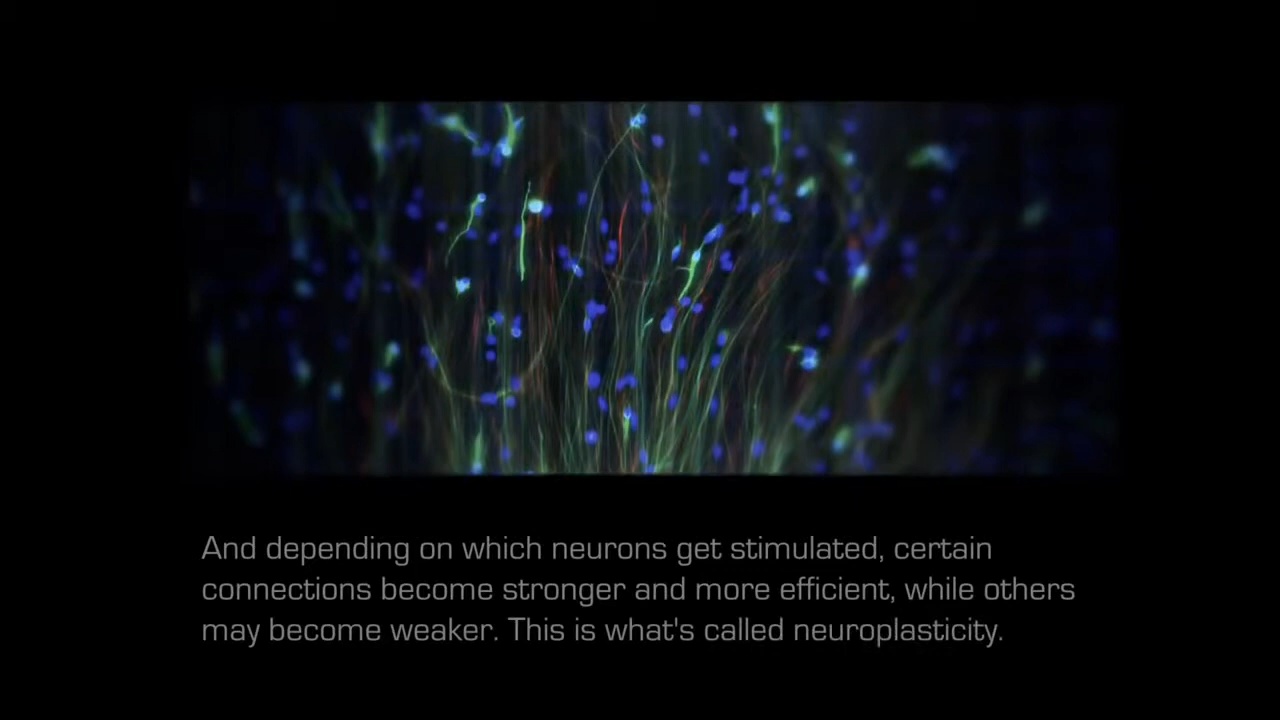 And depending on which neurons get stimulated, certain
connections become stronger and more efficient, while others
may become weaker. This is what's called neuroplasticity.